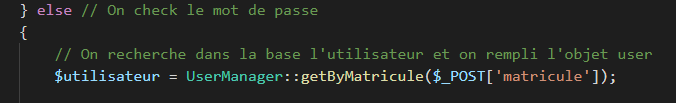 } else // On check le mot de passe
{
// On recherche dans la base l'utilisateur et on rempli l'objet user
$utilisateur = UserManager::getByMatricule($_POST['matricule']);